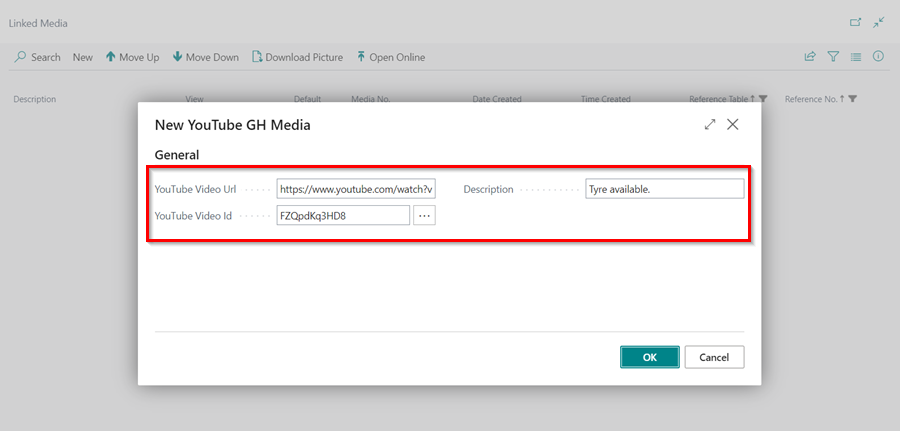 Linked Media
Search New Move Up Move Down Download Picture Open Online
Description View Default Media No. Date Created Time Created Reference Table Reference No.
New YouTube GH Media
General
YouTube Video Url https://www.youtube.com/watch?v Description Tyre available.
YouTube Video Id FZQpdKq3HD8 ...
OK Cancel